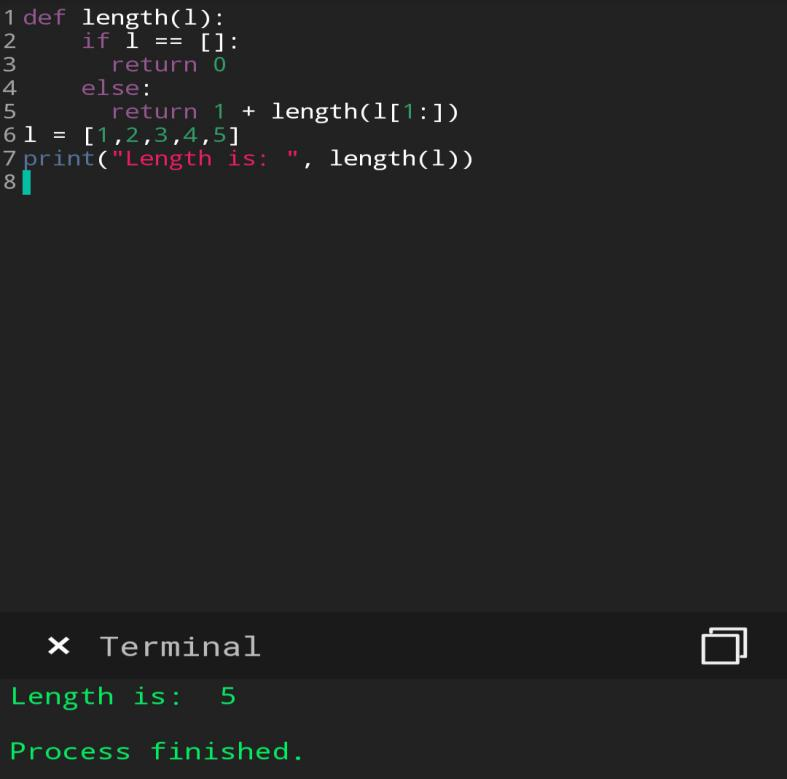 1 def length(l):
2     if l == []:
3       return 0
4     else:
5       return 1 + length(l[1:])
6 l = [1,2,3,4,5]
7 print("Length is: ", length(l))
8
× Terminal
Length is:  5
Process finished.